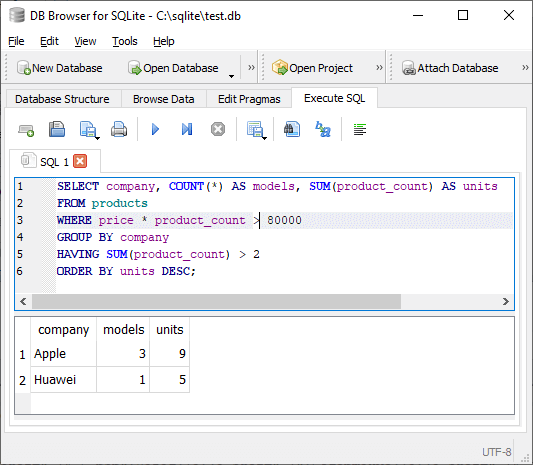 DB Browser for SQLite - C:\sqlite\test.db
File Edit View Tools Help
New Database Open Database » Open Project » Attach Database »
Database Structure Browse Data Edit Pragmas Execute SQL
SQL 1
1 SELECT company, COUNT(*) AS models, SUM(product_count) AS units
2 FROM products
3 WHERE price * product_count > 80000
4 GROUP BY company
5 HAVING SUM(product_count) > 2
6 ORDER BY units DESC;
company models units
1 Apple 3 9
2 Huawei 1 5
UTF-8